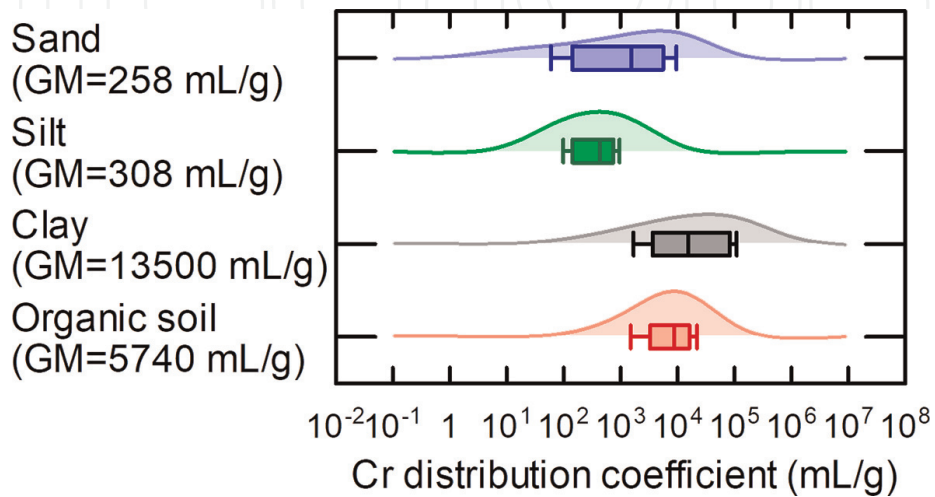 Sand
(GM=258 mL/g)
Silt
(GM=308 mL/g)
Clay
(GM=13500 mL/g)
Organic soil
(GM=5740 mL/g)
10⁻² 10⁻¹ 1 10¹ 10² 10³ 10⁴ 10⁵ 10⁶ 10⁷ 10⁸
Cr distribution coefficient (mL/g)